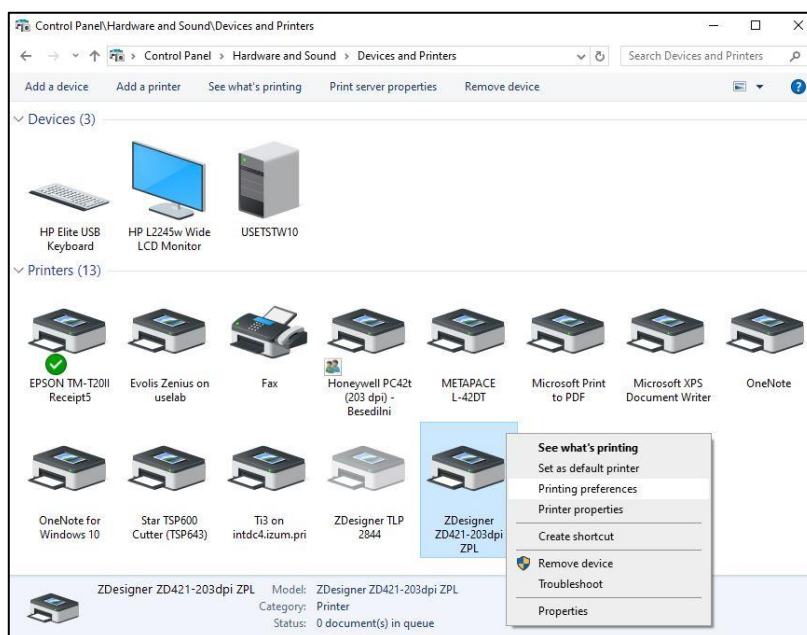 Control Panel\Hardware and Sound\Devices and Printers
Control Panel > Hardware and Sound > Devices and Printers
Search Devices and Printers
Add a device Add a printer See what's printing Print server properties Remove device
Devices (3)
HP Elite USB Keyboard
HP L2245w Wide LCD Monitor
USETSTW10
Printers (13)
EPSON TM-T20II Receipt5
Evolis Zenius on uselab
Fax
Honeywell PC42t (203 dpi) - Besedilni
METAPACE L-42DT
Microsoft Print to PDF
Microsoft XPS Document Writer
OneNote
OneNote for Windows 10
Star TSP600 Cutter (TSP643)
Ti3 on intdc4.izum.pri
ZDesigner TLP 2844
ZDesigner ZD421-203dpi ZPL
See what's printing
Set as default printer
Printing preferences
Printer properties
Create shortcut
Remove device
Troubleshoot
Properties
ZDesigner ZD421-203dpi ZPL Model: ZDesigner ZD421-203dpi ZPL
Category: Printer
Status: 0 document(s) in queue